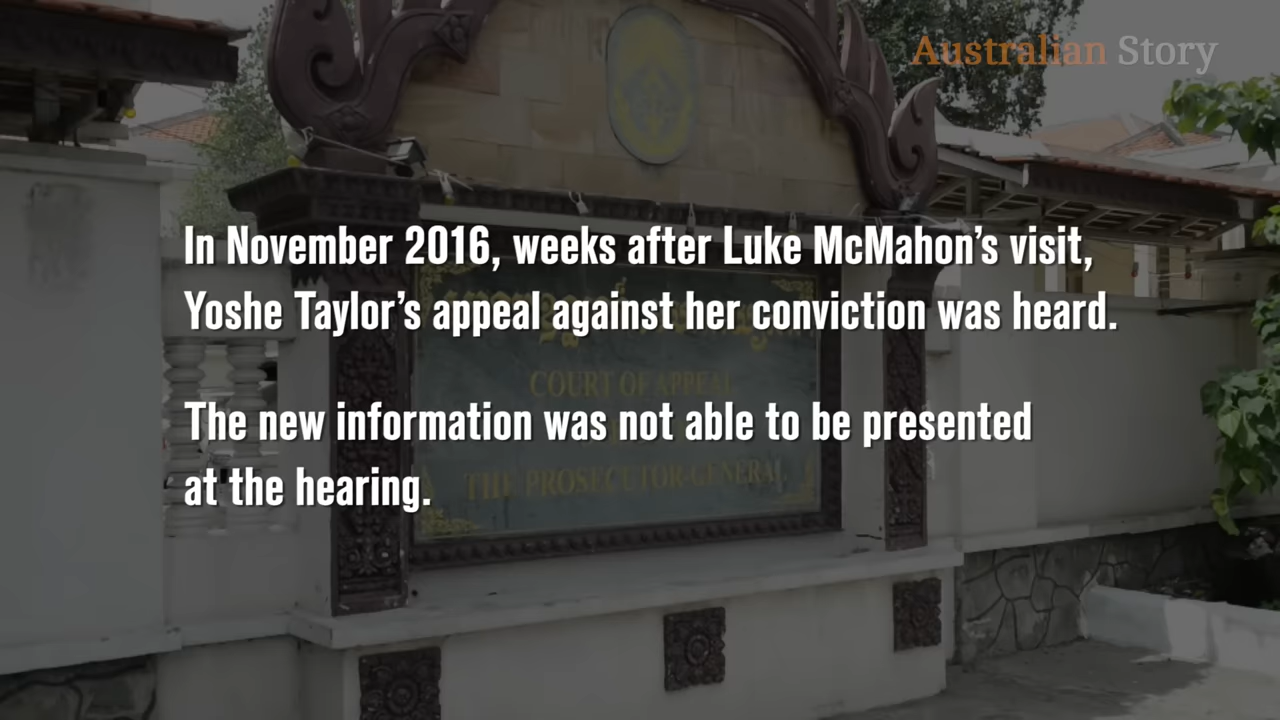 Australian Story
In November 2016, weeks after Luke McMahon’s visit,
Yoshe Taylor’s appeal against her conviction was heard.
COURT OF APPEAL
The new information was not able to be presented
at the hearing.
THE PROSECUTOR-GENERAL